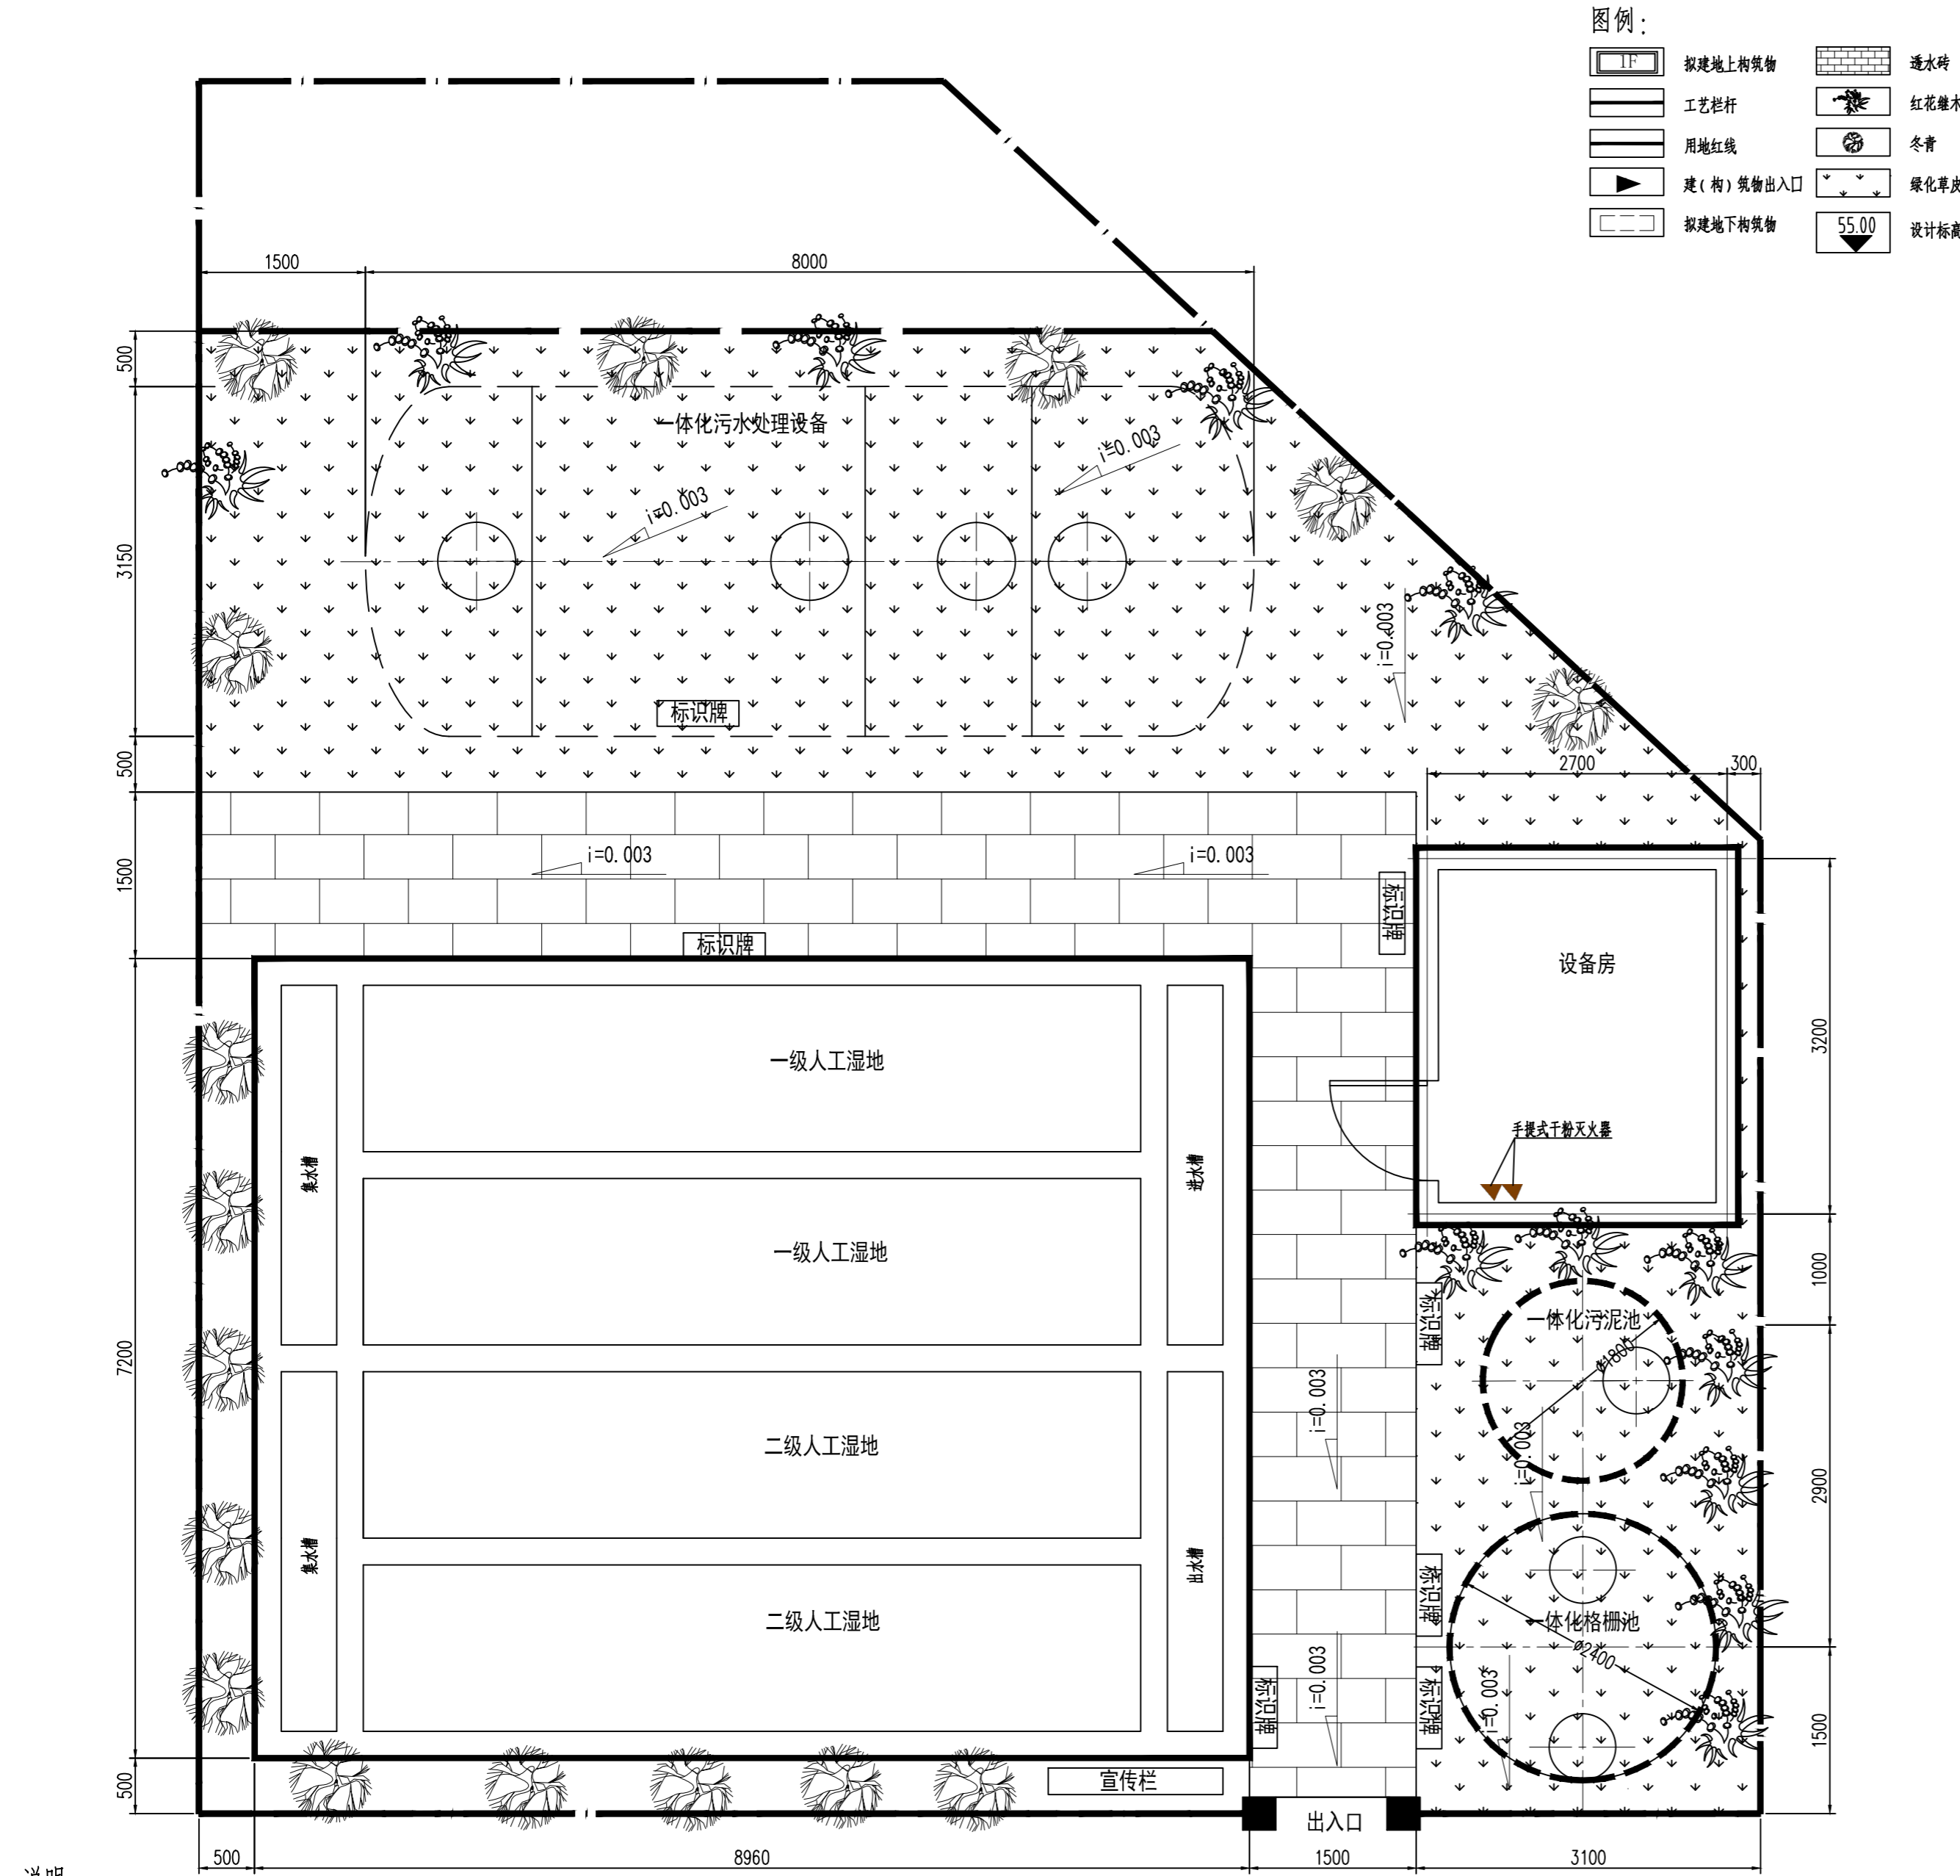 图例：
1F 拟建地上构筑物 透水砖
工艺栏杆 红花继木
用地红线 冬青
建(构)筑物出入口 绿化草皮
拟建地下构筑物 55.00 设计标高
1500 8000
500
一体化污水处理设备
i=0.003
i=0.003
3150
i=0.003
标识牌
500
2700 300
1500
i=0.003 i=0.003
标识牌
标识牌
设备房
3200
一级人工湿地
手提式干粉灭火器
集水槽
进水槽
一级人工湿地
1000
一体化污泥池
标识牌
ø1800
7200
i=0.003
二级人工湿地
i=0.003
2900
集水槽
出水槽
标识牌
二级人工湿地
一体化格栅池
ø2400
i=0.003
i=0.003
标识牌
标识牌
1500
500
宣传栏
出入口
500 8960 1500 3100